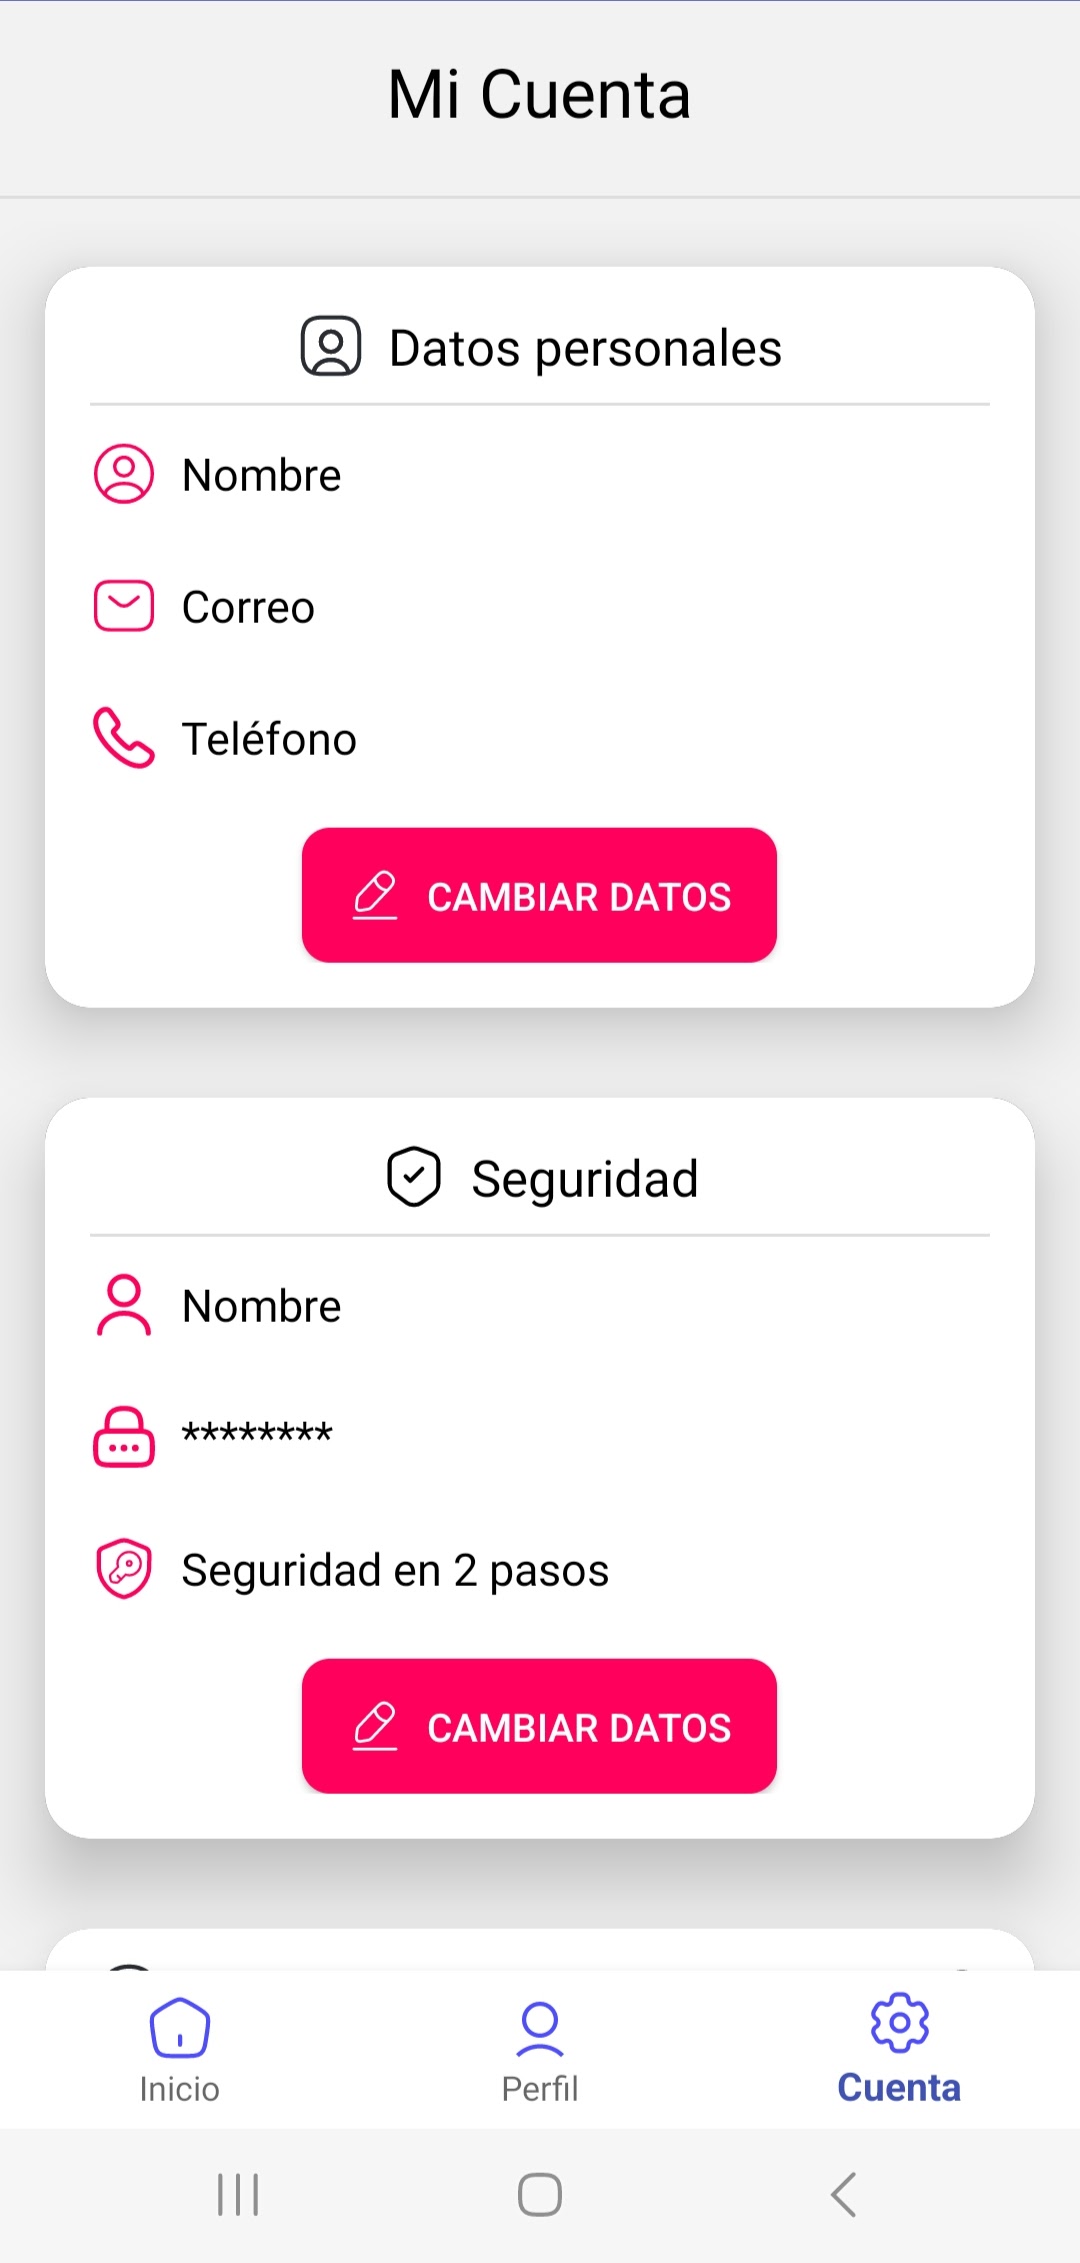 Mi Cuenta
Datos personales
Nombre
Correo
Teléfono
CAMBIAR DATOS
Seguridad
Nombre
********
Seguridad en 2 pasos
CAMBIAR DATOS
Inicio
Perfil
Cuenta